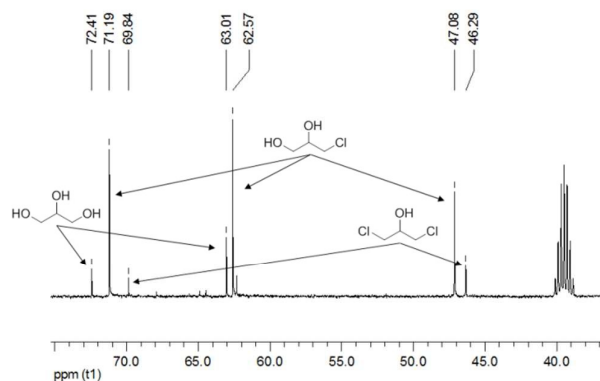 72.41
71.19
69.84
63.01
62.57
47.08
46.29
OH
HO Cl
OH
HO OH
OH
Cl Cl
70.0 65.0 60.0 55.0 50.0 45.0 40.0
ppm (t1)